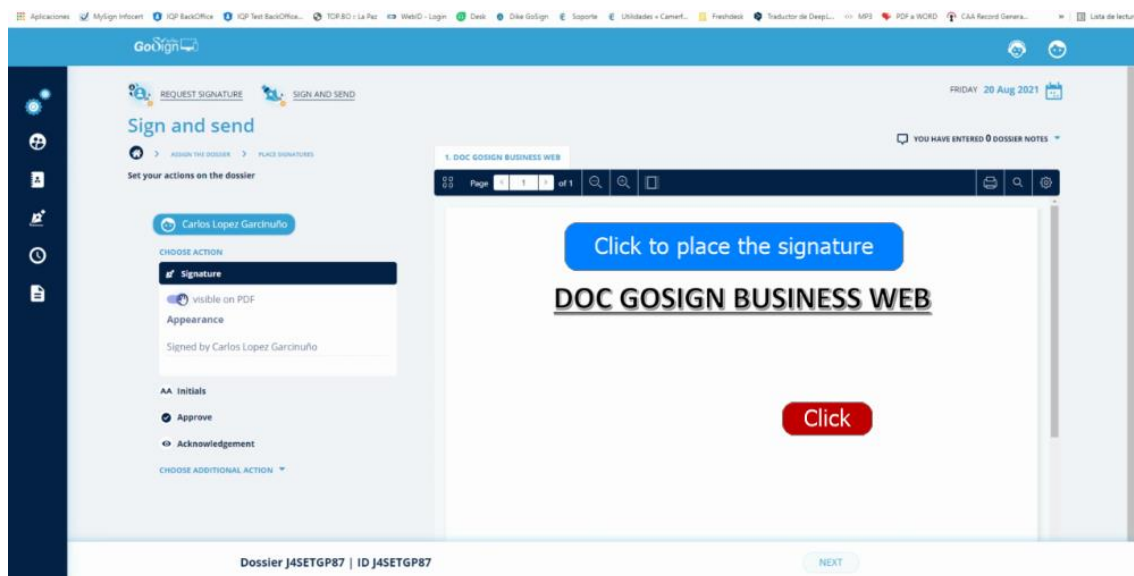 Aplicaciones MySign Infocert IQP BackOffice IQP Test BackOffice... TOP.BO : La Paz WebID - Login Desk Dike GoSign Soporte Utilidades » Camerf... Freshdesk Traductor de DeepL... MP3 PDF a WORD CAA Record Genera... » Lista de lectur
GoSign
REQUEST SIGNATURE SIGN AND SEND
FRIDAY 20 Aug 2021
Sign and send
YOU HAVE ENTERED 0 DOSSIER NOTES
> ASSIGN THE DOSSIER > PLACE SIGNATURES
1. DOC GOSIGN BUSINESS WEB
Set your actions on the dossier
Page < 1 > of 1
Carlos Lopez Garcinuño
Click to place the signature
CHOOSE ACTION
Signature
DOC GOSIGN BUSINESS WEB
visible on PDF
Appearance
Signed by Carlos Lopez Garcinuño
AA Initials
Approve
Click
Acknowledgement
CHOOSE ADDITIONAL ACTION
Dossier J4SETGP87 | ID J4SETGP87
NEXT